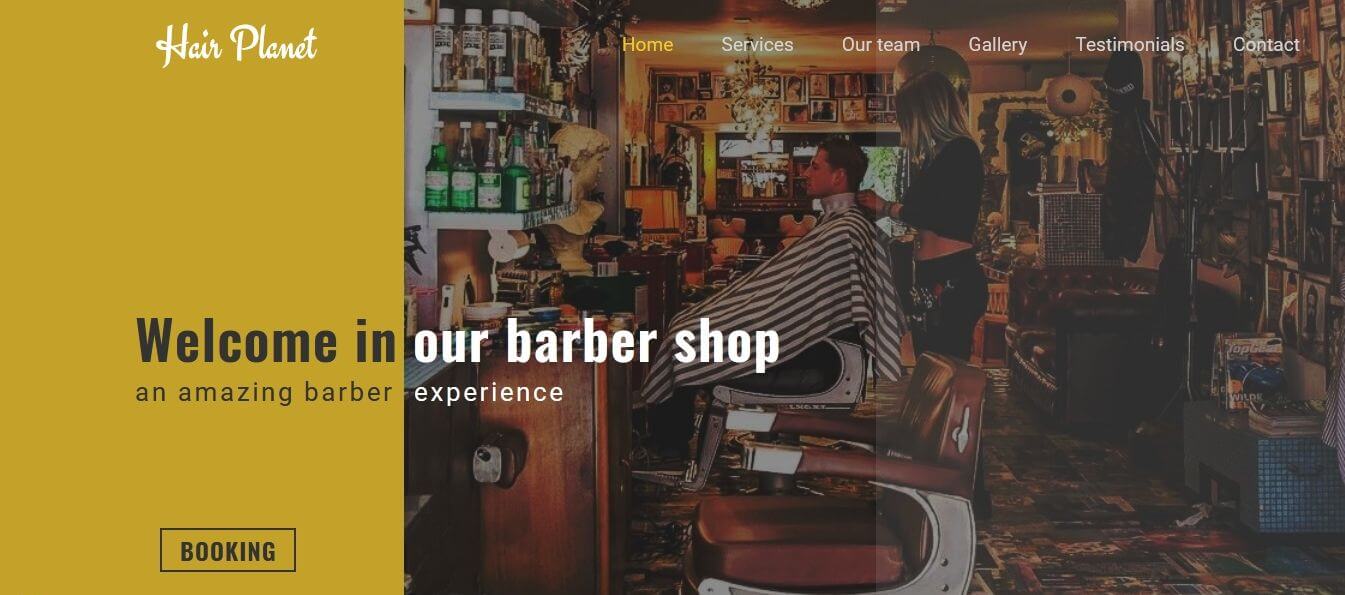 Hair Planet
Home Services Our team Gallery Testimonials Contact
Welcome in our barber shop
an amazing barber experience
BOOKING
TopGear